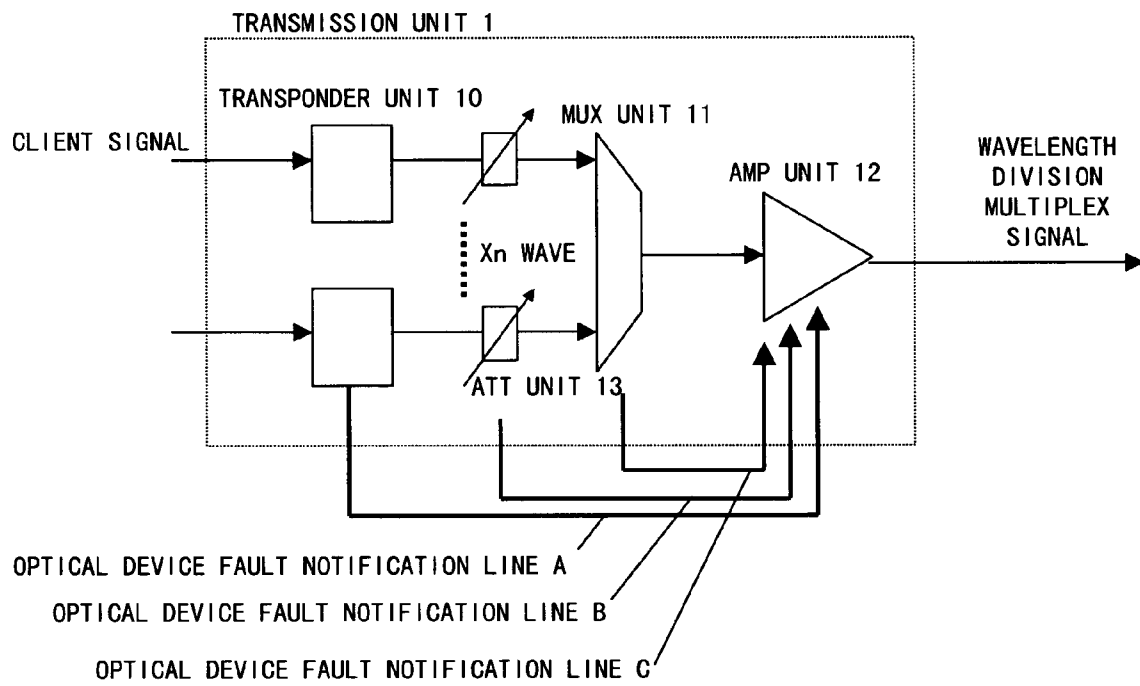 TRANSMISSION UNIT 1
TRANSPONDER UNIT 10
CLIENT SIGNAL
MUX UNIT 11
AMP UNIT 12
WAVELENGTH
DIVISION
MULTIPLEX
SIGNAL
Xn WAVE
ATT UNIT 13
OPTICAL DEVICE FAULT NOTIFICATION LINE A
OPTICAL DEVICE FAULT NOTIFICATION LINE B
OPTICAL DEVICE FAULT NOTIFICATION LINE C